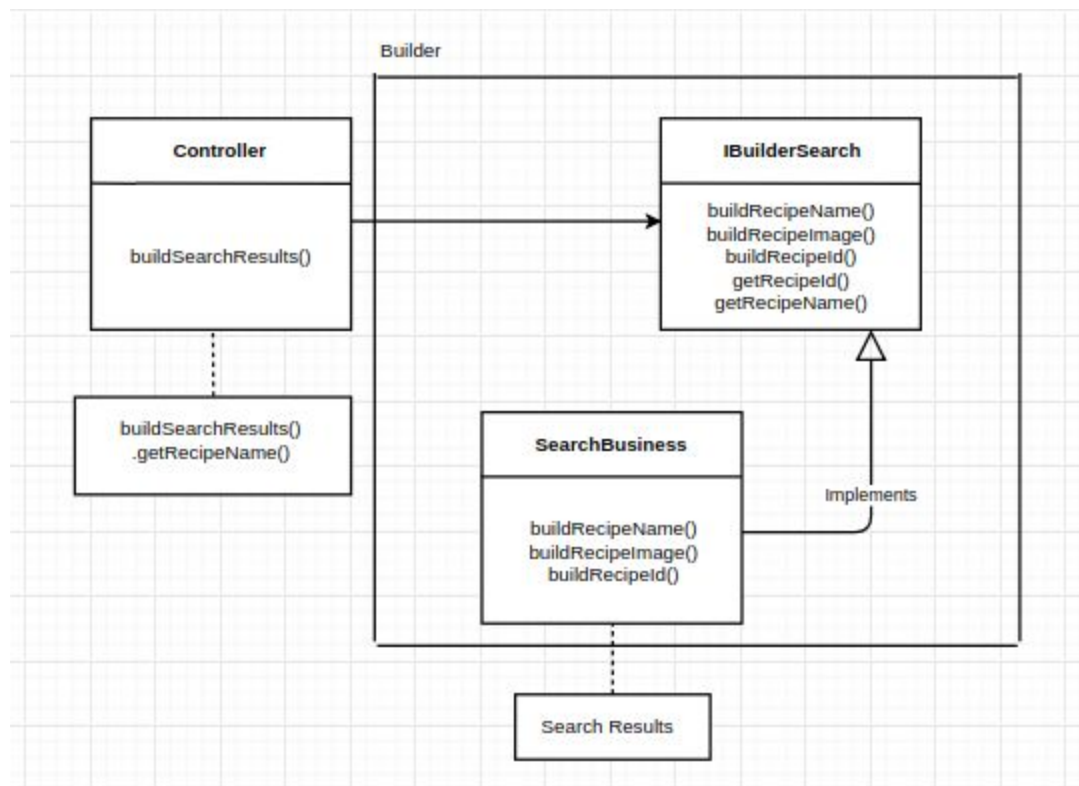 Builder
Controller
buildSearchResults()
IBuilderSearch
buildRecipeName()
buildRecipeImage()
buildRecipeId()
getRecipeId()
getRecipeName()
buildSearchResults()
.getRecipeName()
SearchBusiness
buildRecipeName()
buildRecipeImage()
buildRecipeId()
Implements
Search Results